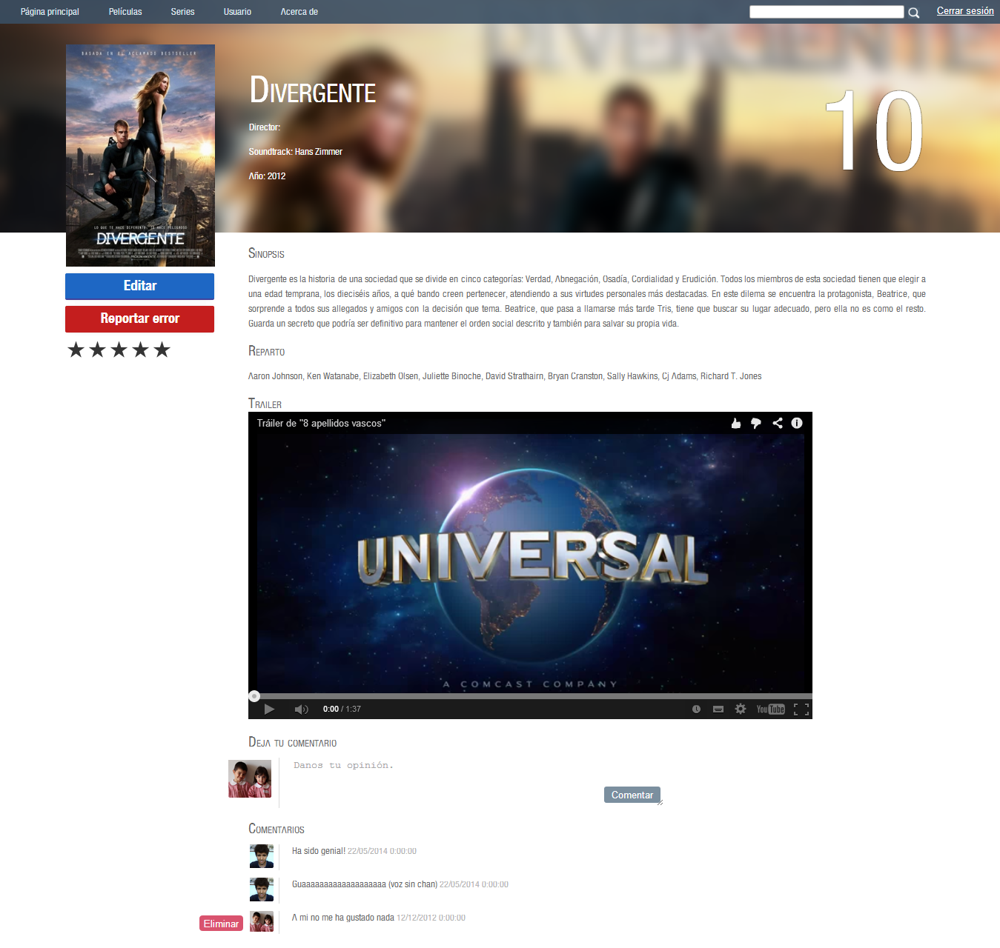 Página principal Películas Series Usuario Acerca de Cerrar sesión
BASADA EN EL ACLAMADO BESTSELLER
DIVERGENTE
Divergente
10
Director:
Soundtrack: Hans Zimmer
Año: 2012
LO QUE TE HACE DIFERENTE, TE HACE PELIGROSO
DIVERGENTE
PRÓXIMAMENTE
Editar
Reportar error
★★★★★
Sinopsis
Divergente es la historia de una sociedad que se divide en cinco categorías: Verdad, Abnegación, Osadía, Cordialidad y Erudición. Todos los miembros de esta sociedad tienen que elegir a
una edad temprana, los dieciséis años, a qué bando creen pertenecer, atendiendo a sus virtudes personales más destacadas. En este dilema se encuentra la protagonista, Beatrice, que
sorprende a todos sus allegados y amigos con la decisión que tema. Beatrice, que pasa a llamarse más tarde Tris, tiene que buscar su lugar adecuado, pero ella no es como el resto.
Guarda un secreto que podría ser definitivo para mantener el orden social descrito y también para salvar su propia vida.
Reparto
Aaron Johnson, Ken Watanabe, Elizabeth Olsen, Juliette Binoche, David Strathairn, Bryan Cranston, Sally Hawkins, Cj Adams, Richard T. Jones
Trailer
Tráiler de "8 apellidos vascos"
UNIVERSAL
A COMCAST COMPANY
0:00 / 1:37 YouTube
Deja tu comentario
Danos tu opinión.
Comentar
Comentarios
Ha sido genial! 22/05/2014 0:00:00
Guaaaaaaaaaaaaaaaaaaa (voz sin chan) 22/05/2014 0:00:00
Eliminar A mi no me ha gustado nada 12/12/2012 0:00:00